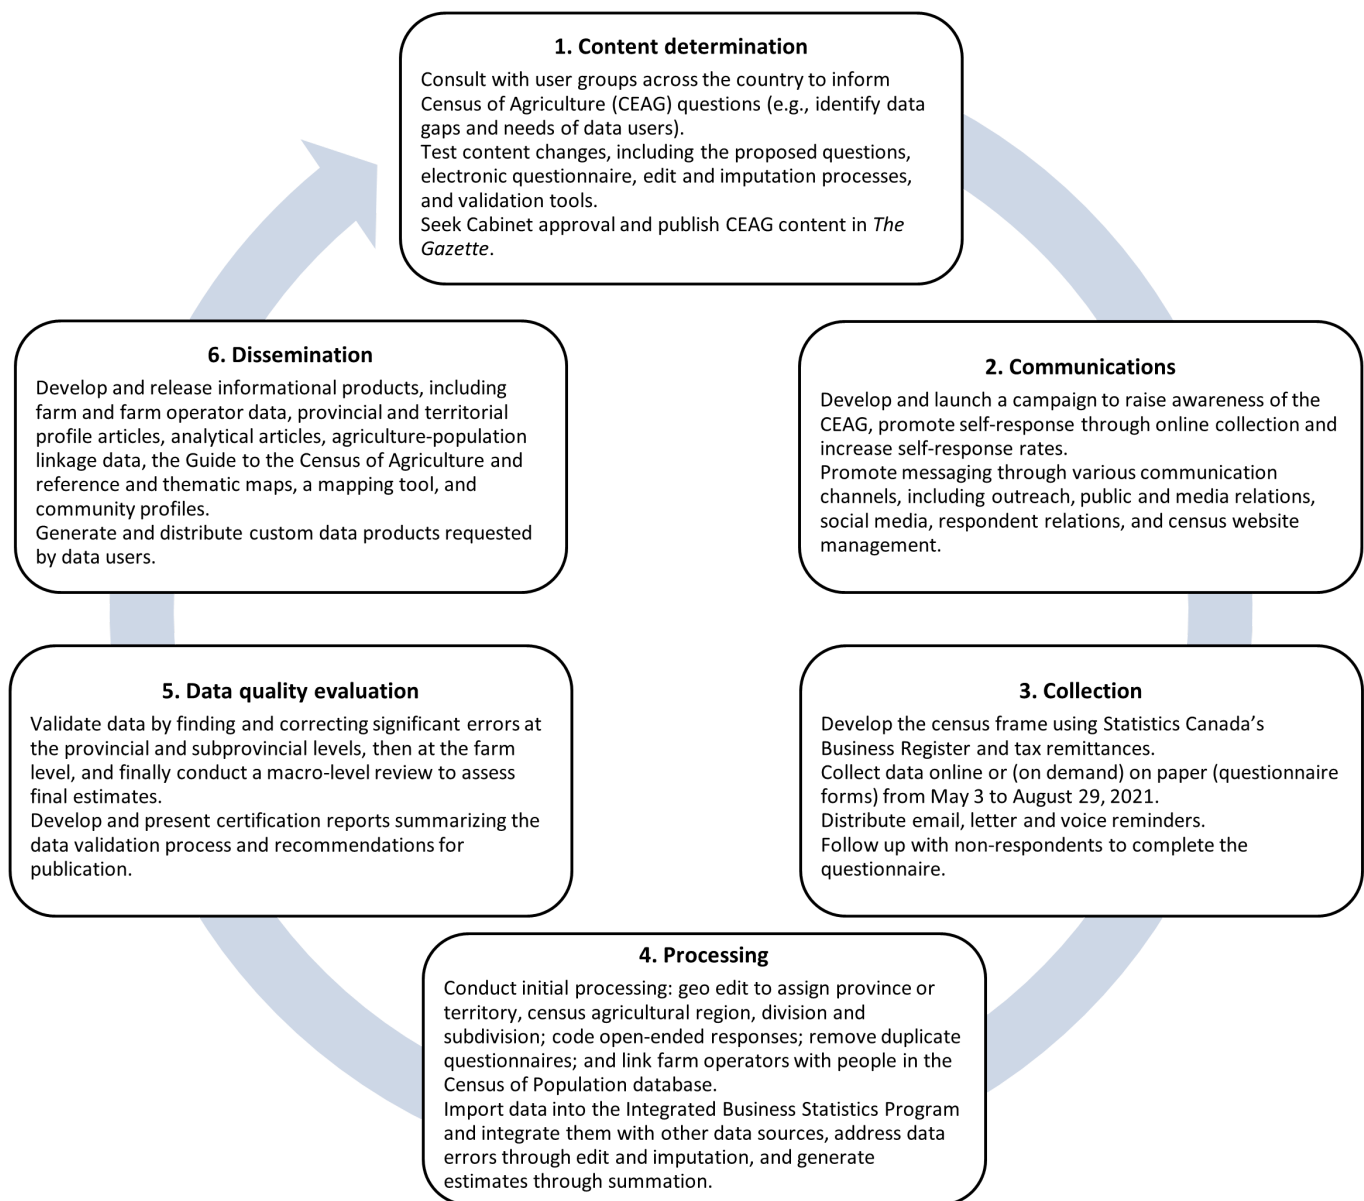 1. Content determination
Consult with user groups across the country to inform
Census of Agriculture (CEAG) questions (e.g., identify data
gaps and needs of data users).
Test content changes, including the proposed questions,
electronic questionnaire, edit and imputation processes,
and validation tools.
Seek Cabinet approval and publish CEAG content in The
Gazette.
2. Communications
Develop and launch a campaign to raise awareness of the
CEAG, promote self-response through online collection and
increase self-response rates.
Promote messaging through various communication
channels, including outreach, public and media relations,
social media, respondent relations, and census website
management.
3. Collection
Develop the census frame using Statistics Canada’s
Business Register and tax remittances.
Collect data online or (on demand) on paper (questionnaire
forms) from May 3 to August 29, 2021.
Distribute email, letter and voice reminders.
Follow up with non-respondents to complete the
questionnaire.
4. Processing
Conduct initial processing: geo edit to assign province or
territory, census agricultural region, division and
subdivision; code open-ended responses; remove duplicate
questionnaires; and link farm operators with people in the
Census of Population database.
Import data into the Integrated Business Statistics Program
and integrate them with other data sources, address data
errors through edit and imputation, and generate
estimates through summation.
5. Data quality evaluation
Validate data by finding and correcting significant errors at
the provincial and subprovincial levels, then at the farm
level, and finally conduct a macro-level review to assess
final estimates.
Develop and present certification reports summarizing the
data validation process and recommendations for
publication.
6. Dissemination
Develop and release informational products, including
farm and farm operator data, provincial and territorial
profile articles, analytical articles, agriculture-population
linkage data, the Guide to the Census of Agriculture and
reference and thematic maps, a mapping tool, and
community profiles.
Generate and distribute custom data products requested
by data users.